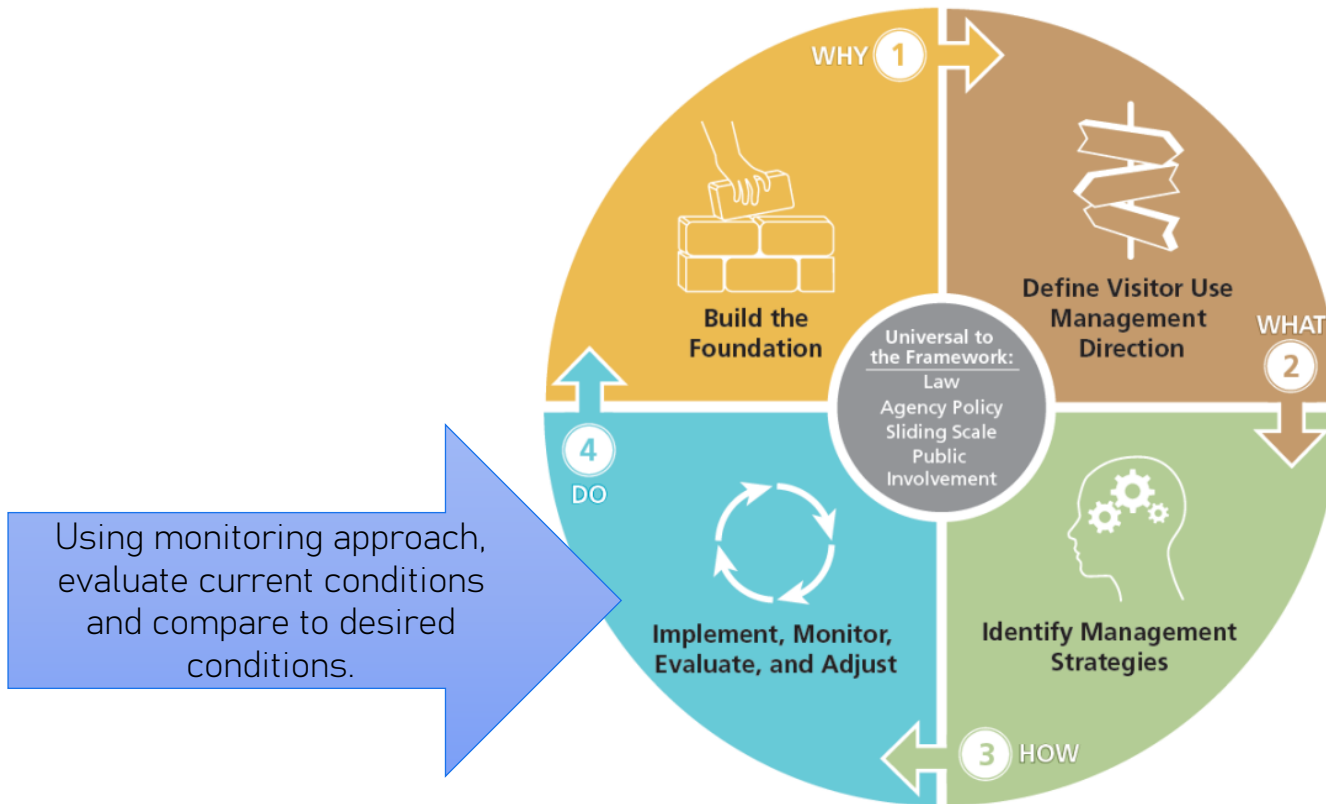 WHY 1
Build the
Foundation
Define Visitor Use
Management
Direction
WHAT
2
Universal to
the Framework:
Law
Agency Policy
Sliding Scale
Public
Involvement
Identify Management
Strategies
3 HOW
4
DO
Implement, Monitor,
Evaluate, and Adjust
Using monitoring approach,
evaluate current conditions
and compare to desired
conditions.